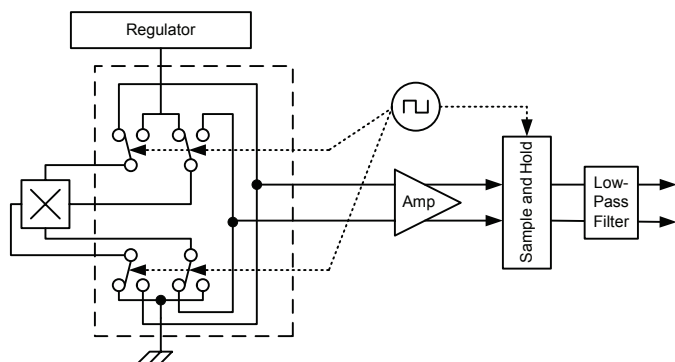 Regulator
Amp
Sample and Hold
Low-
Pass
Filter